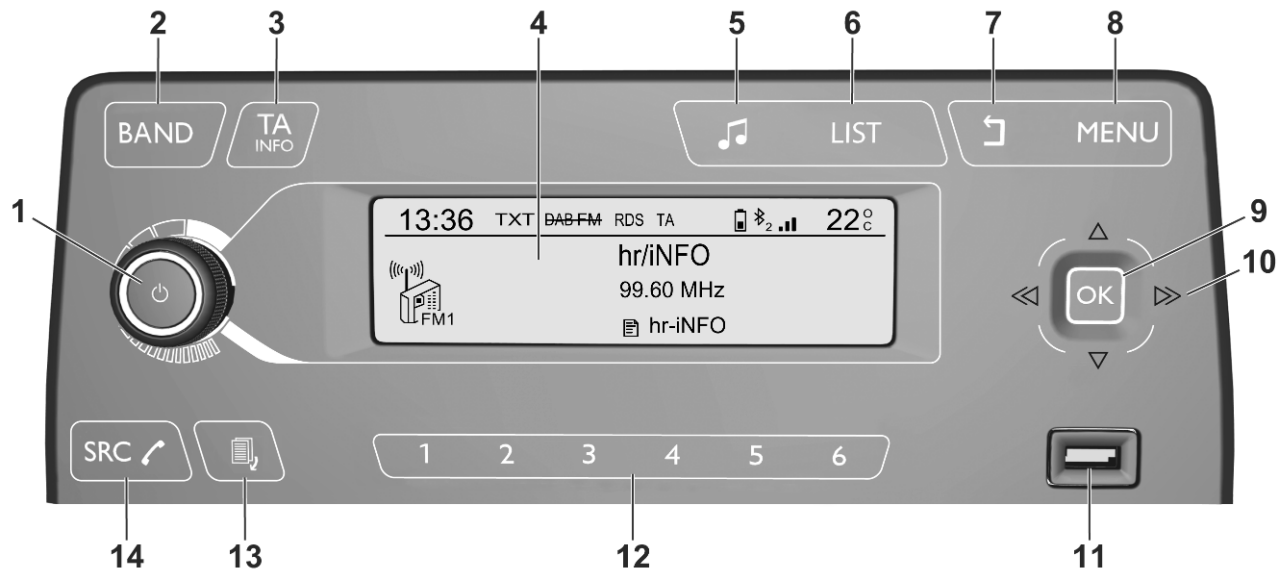 2 3 4 5 6 7 8
BAND TA LIST MENU
INFO
13:36 TXT DAB FM RDS TA 2 22°C
hr/iNFO
1
9
OK
10
99.60 MHz
FM1
hr-iNFO
SRC 1 2 3 4 5 6
14 13 12 11